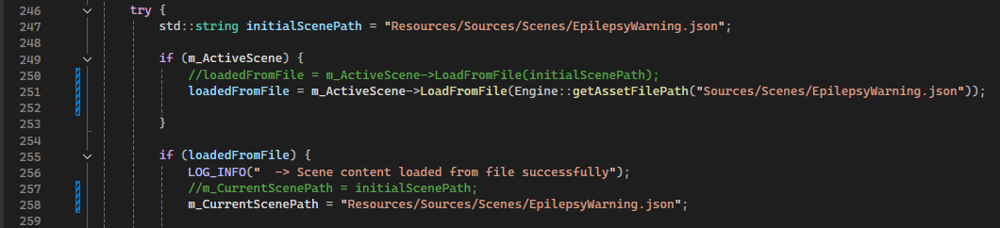 246 try {
247 std::string initialScenePath = "Resources/Sources/Scenes/EpilepsyWarning.json";
248
249 if (m_ActiveScene) {
250 //loadedFromFile = m_ActiveScene->LoadFromFile(initialScenePath);
251 loadedFromFile = m_ActiveScene->LoadFromFile(Engine::getAssetFilePath("Sources/Scenes/EpilepsyWarning.json"));
252
253 }
254
255 if (loadedFromFile) {
256 LOG_INFO("  -> Scene content loaded from file successfully");
257 //m_CurrentScenePath = initialScenePath;
258 m_CurrentScenePath = "Resources/Sources/Scenes/EpilepsyWarning.json";
259